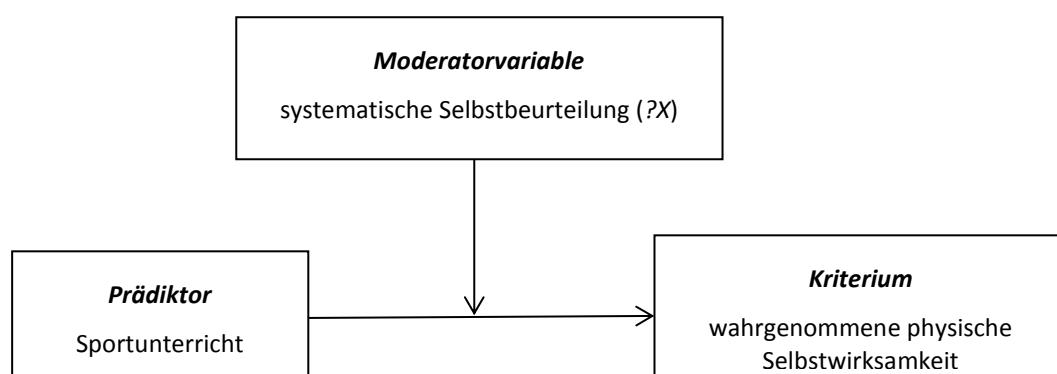 Moderatorvariable
systematische Selbstbeurteilung (?X)
Prädiktor
Sportunterricht
Kriterium
wahrgenommene physische
Selbstwirksamkeit